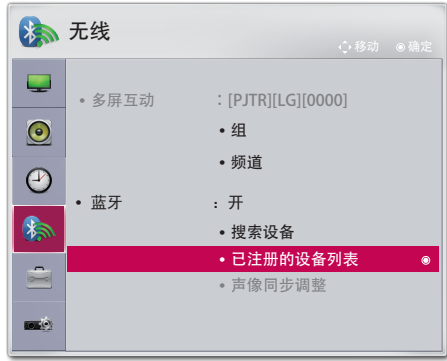 无线
移动 确定
• 多屏互动 : [PJTR][LG][0000]
• 组
• 频道
• 蓝牙 : 开
• 搜索设备
• 已注册的设备列表
• 声像同步调整